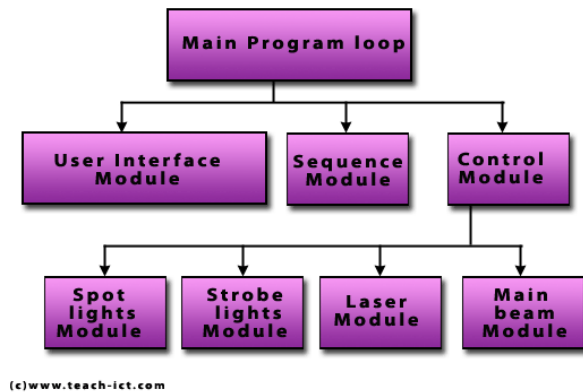 Main Program loop
User Interface
Module
Sequence
Module
Control
Module
Spot
lights
Module
Strobe
lights
Module
Laser
Module
Main
beam
Module
(c)www.teach-ict.com